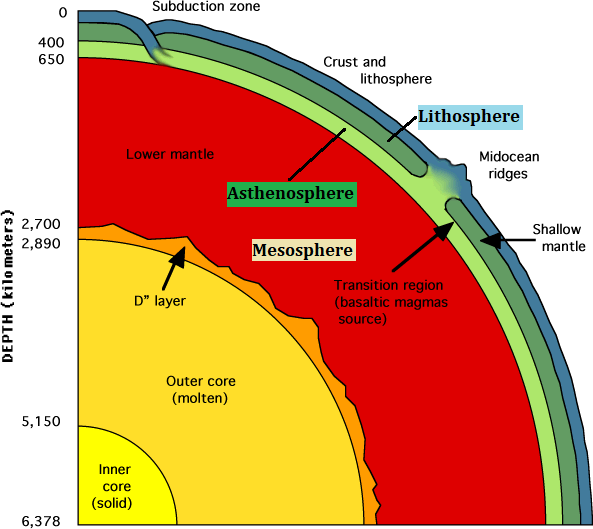 Subduction zone
0
400
650
Crust and
lithosphere
Lithosphere
Lower mantle
Midocean
ridges
Asthenosphere
2,700
2,890
Mesosphere
Shallow
mantle
Transition region
(basaltic magmas
source)
D” layer
DEPTH (kilometers)
Outer core
(molten)
5,150
Inner
core
(solid)
6,378